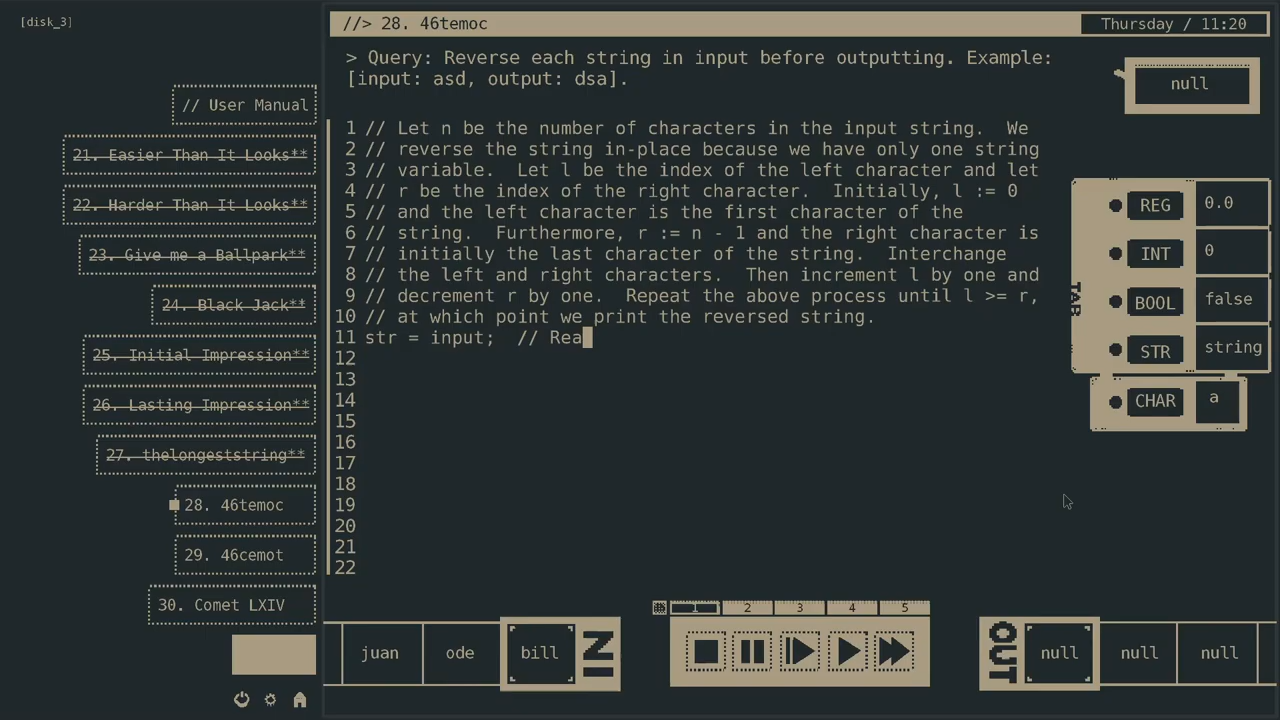 [disk_3]
//> 28. 46temoc
Thursday / 11:20
> Query: Reverse each string in input before outputting. Example:
[input: asd, output: dsa].
null
// User Manual
21. Easier Than It Looks**
22. Harder Than It Looks**
23. Give me a Ballpark**
24. Black Jack**
25. Initial Impression**
26. Lasting Impression**
27. thelongeststring**
28. 46temoc
29. 46cemot
30. Comet LXIV
1 // Let n be the number of characters in the input string.  We
2 // reverse the string in-place because we have only one string
3 // variable.  Let l be the index of the left character and let
4 // r be the index of the right character.  Initially, l := 0
5 // and the left character is the first character of the
6 // string.  Furthermore, r := n - 1 and the right character is
7 // initially the last character of the string.  Interchange
8 // the left and right characters.  Then increment l by one and
9 // decrement r by one.  Repeat the above process until l >= r,
10 // at which point we print the reversed string.
11 str = input;  // Rea
12
13
14
15
16
17
18
19
20
21
22
REG 0.0
INT 0
BOOL false
STR string
CHAR a
1 2 3 4 5
juan ode bill IN
OUT null null null